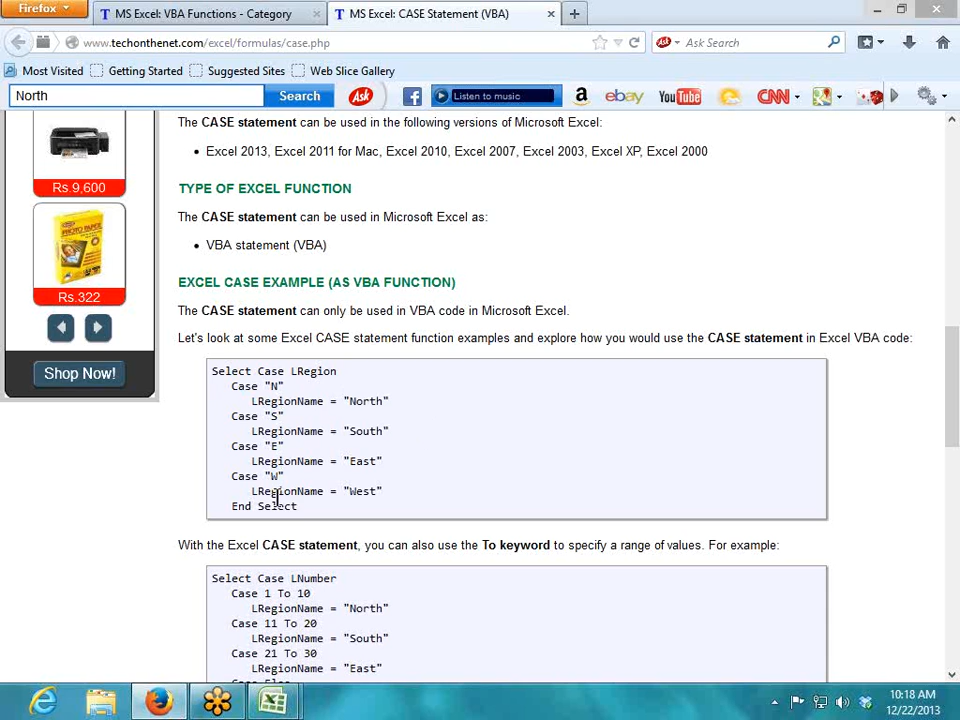 Firefox
MS Excel: VBA Functions - Category
MS Excel: CASE Statement (VBA)
www.techonthenet.com/excel/formulas/case.php
Ask Search
Most Visited
Getting Started
Suggested Sites
Web Slice Gallery
North
Search
Ask
Listen to music
a
ebay
YouTube
CNN
The CASE statement can be used in the following versions of Microsoft Excel:
• Excel 2013, Excel 2011 for Mac, Excel 2010, Excel 2007, Excel 2003, Excel XP, Excel 2000
Rs.9,600
TYPE OF EXCEL FUNCTION
The CASE statement can be used in Microsoft Excel as:
PHOTO PAPER
• VBA statement (VBA)
EXCEL CASE EXAMPLE (AS VBA FUNCTION)
Rs.322
The CASE statement can only be used in VBA code in Microsoft Excel.
Let's look at some Excel CASE statement function examples and explore how you would use the CASE statement in Excel VBA code:
Shop Now!
Select Case LRegion
Case "N"
LRegionName = "North"
Case "S"
LRegionName = "South"
Case "E"
LRegionName = "East"
Case "W"
LRegionName = "West"
End Select
With the Excel CASE statement, you can also use the To keyword to specify a range of values. For example:
Select Case LNumber
Case 1 To 10
LRegionName = "North"
Case 11 To 20
LRegionName = "South"
Case 21 To 30
LRegionName = "East"
Case Else
10:18 AM
12/22/2013